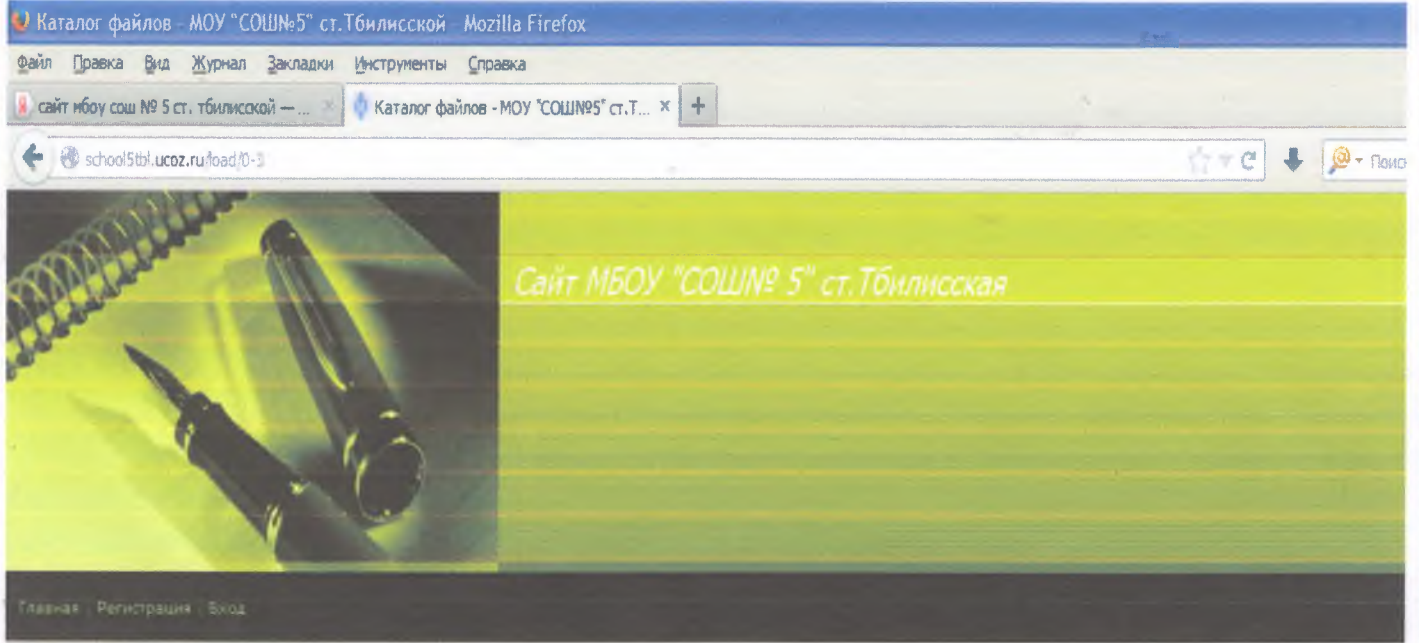 Каталог файлов - МОУ "СОШ№5" ст.Тбилисской - Mozilla Firefox
Файл Правка Вид Журнал Закладки Инструменты Справка
сайт мбоу сош № 5 ст. тбилисской — ... × Каталог файлов - МОУ "СОШ№5" ст.Т... × +
school5tbl.ucoz.ru/load/0-3 Поис
Сайт МБОУ "СОШ№ 5" ст.Тбилисская
Главная | Регистрация | Вход